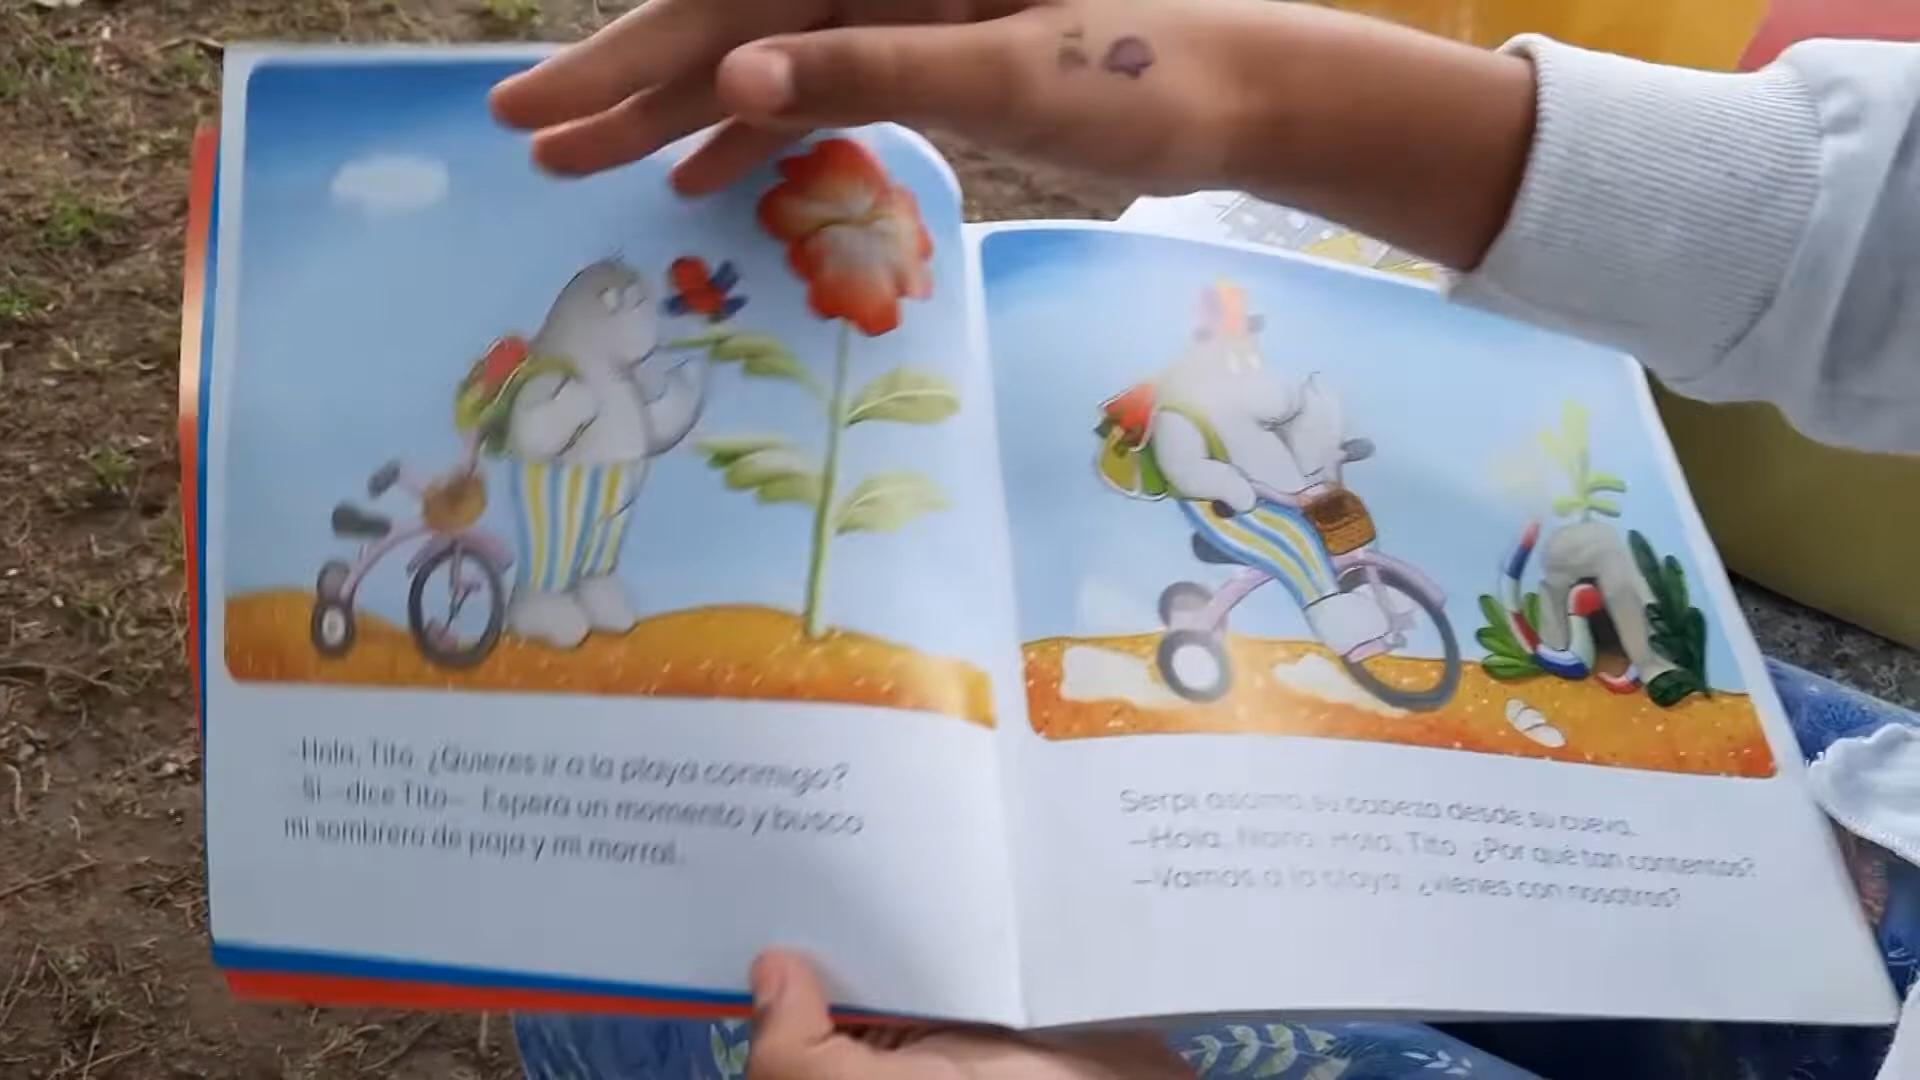 –Hola, Tito. ¿Quieres ir a la playa conmigo?
–Sí –dice Tito–. Espera un momento y busco
mi sombrero de paja y mi morral.
Serpi asoma su cabeza desde su cueva.
–Hola, Nano. Hola, Tito. ¿Por qué tan contentos?
–Vamos a la playa, ¿vienes con nosotros?